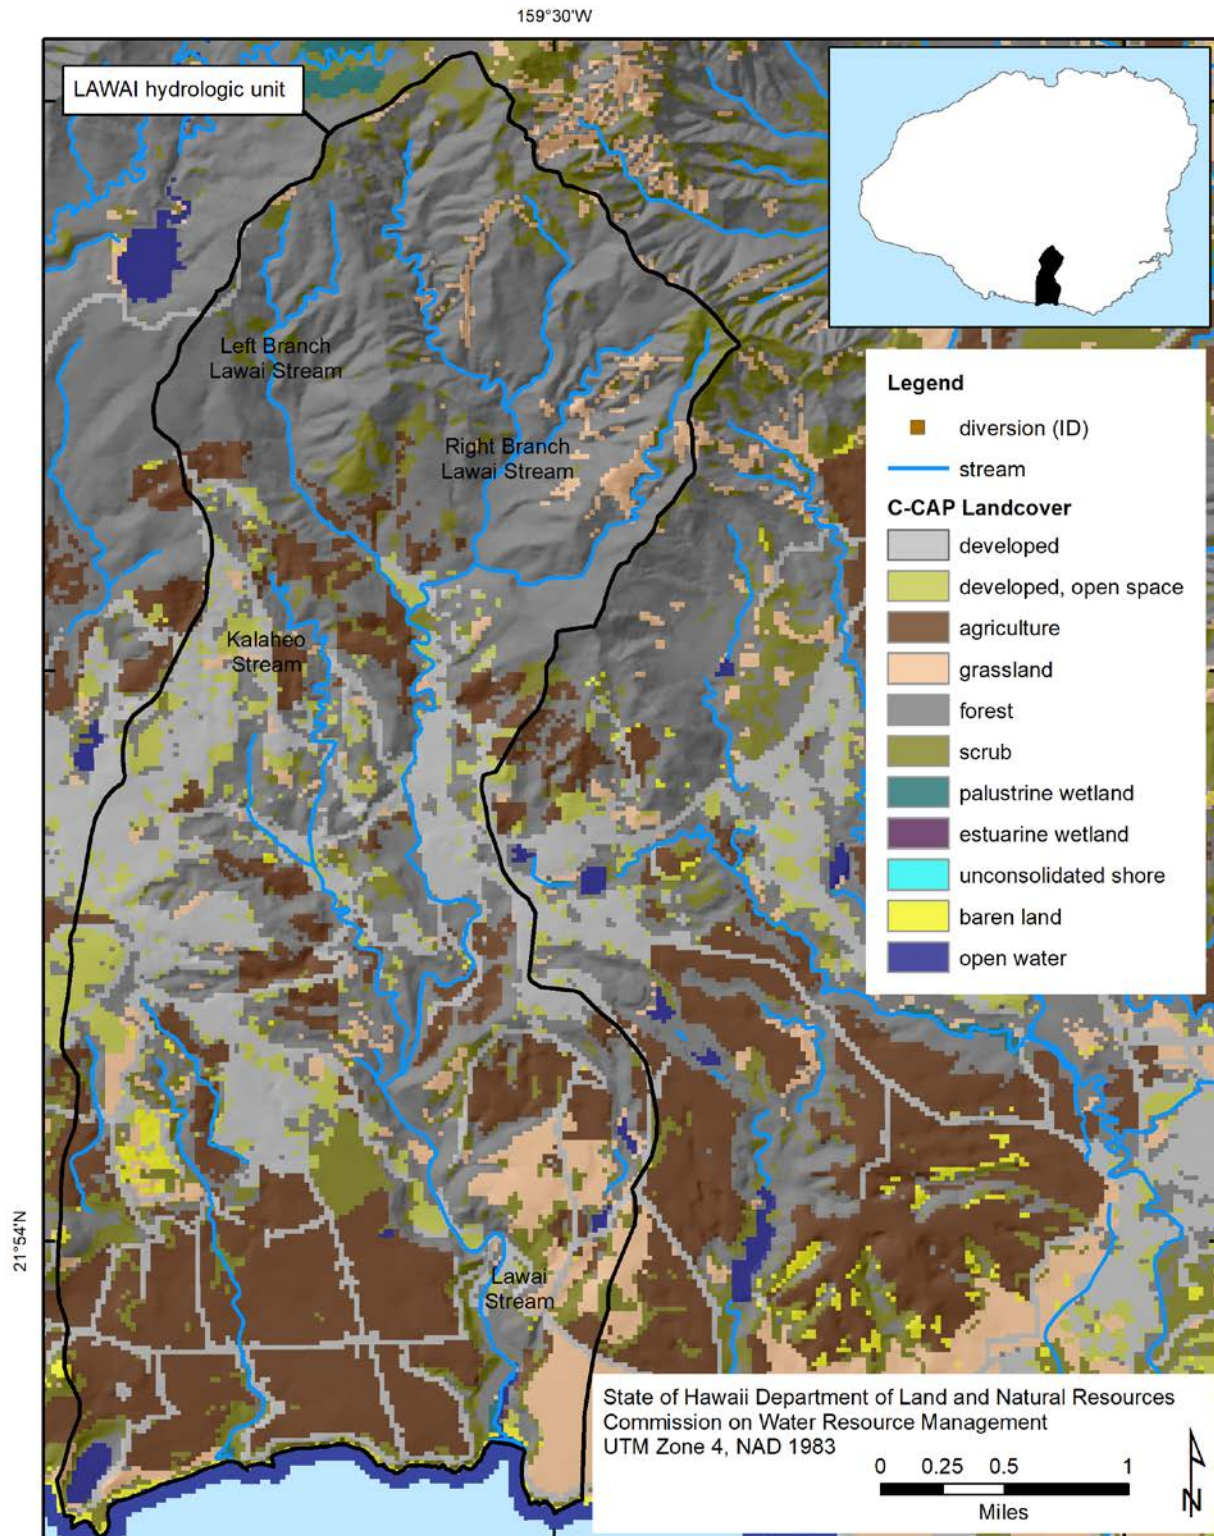 159°30'W
LAWAI hydrologic unit
Left Branch
Lawai Stream
Right Branch
Lawai Stream
Kalaheo
Stream
Lawai
Stream
21°54'N
Legend
diversion (ID)
stream
C-CAP Landcover
developed
developed, open space
agriculture
grassland
forest
scrub
palustrine wetland
estuarine wetland
unconsolidated shore
baren land
open water
State of Hawaii Department of Land and Natural Resources
Commission on Water Resource Management
UTM Zone 4, NAD 1983
0 0.25 0.5 1
Miles
N